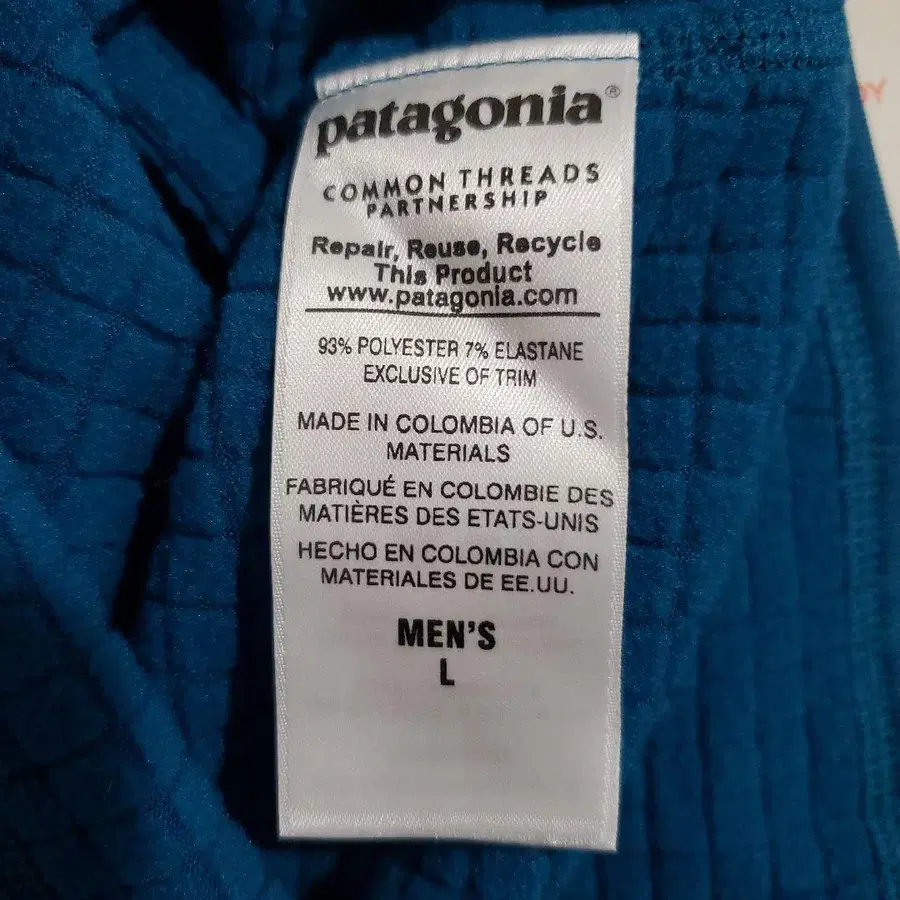 patagonia®
COMMON THREADS
PARTNERSHIP
Repair, Reuse, Recycle
This Product
www.patagonia.com
93% POLYESTER 7% ELASTANE
EXCLUSIVE OF TRIM
MADE IN COLOMBIA OF U.S.
MATERIALS
FABRIQUÉ EN COLOMBIE DES
MATIÈRES DES ETATS-UNIS
HECHO EN COLOMBIA CON
MATERIALES DE EE.UU.
MEN'S
L